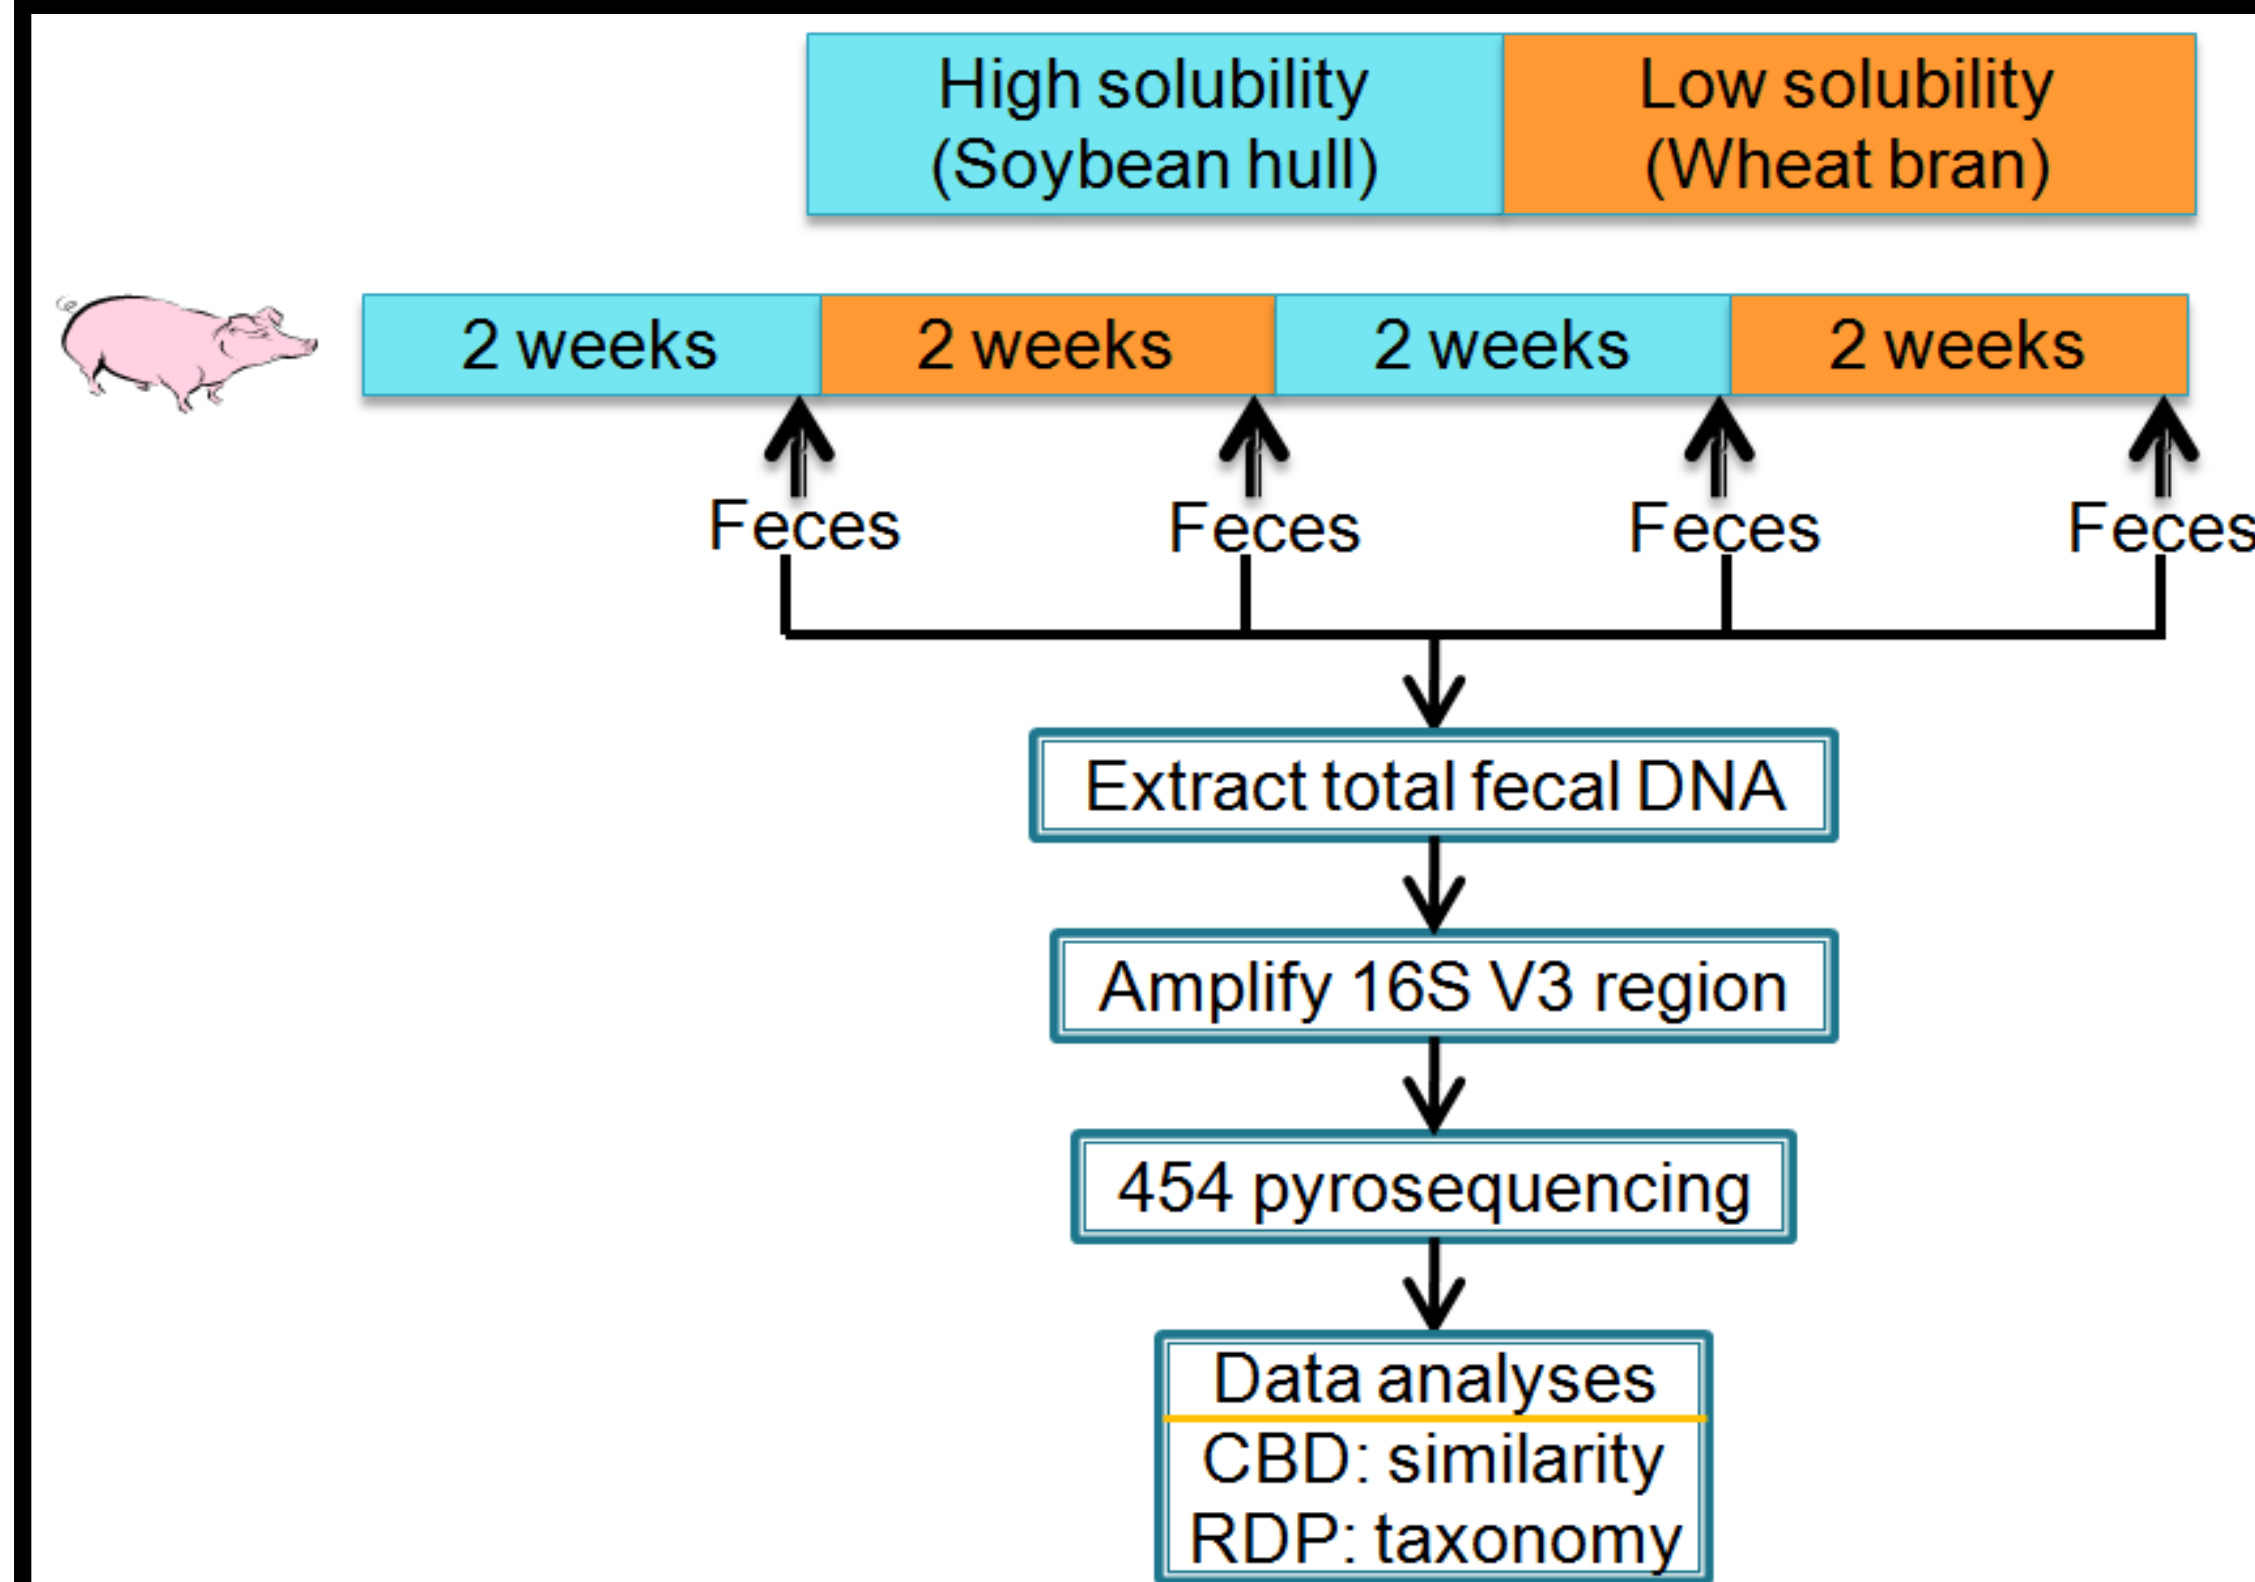 High solubility
(Soybean hull)
Low solubility
(Wheat bran)
2 weeks
2 weeks
2 weeks
2 weeks
Feces
Feces
Feces
Feces
Extract total fecal DNA
Amplify 16S V3 region
454 pyrosequencing
Data analyses
CBD: similarity
RDP: taxonomy